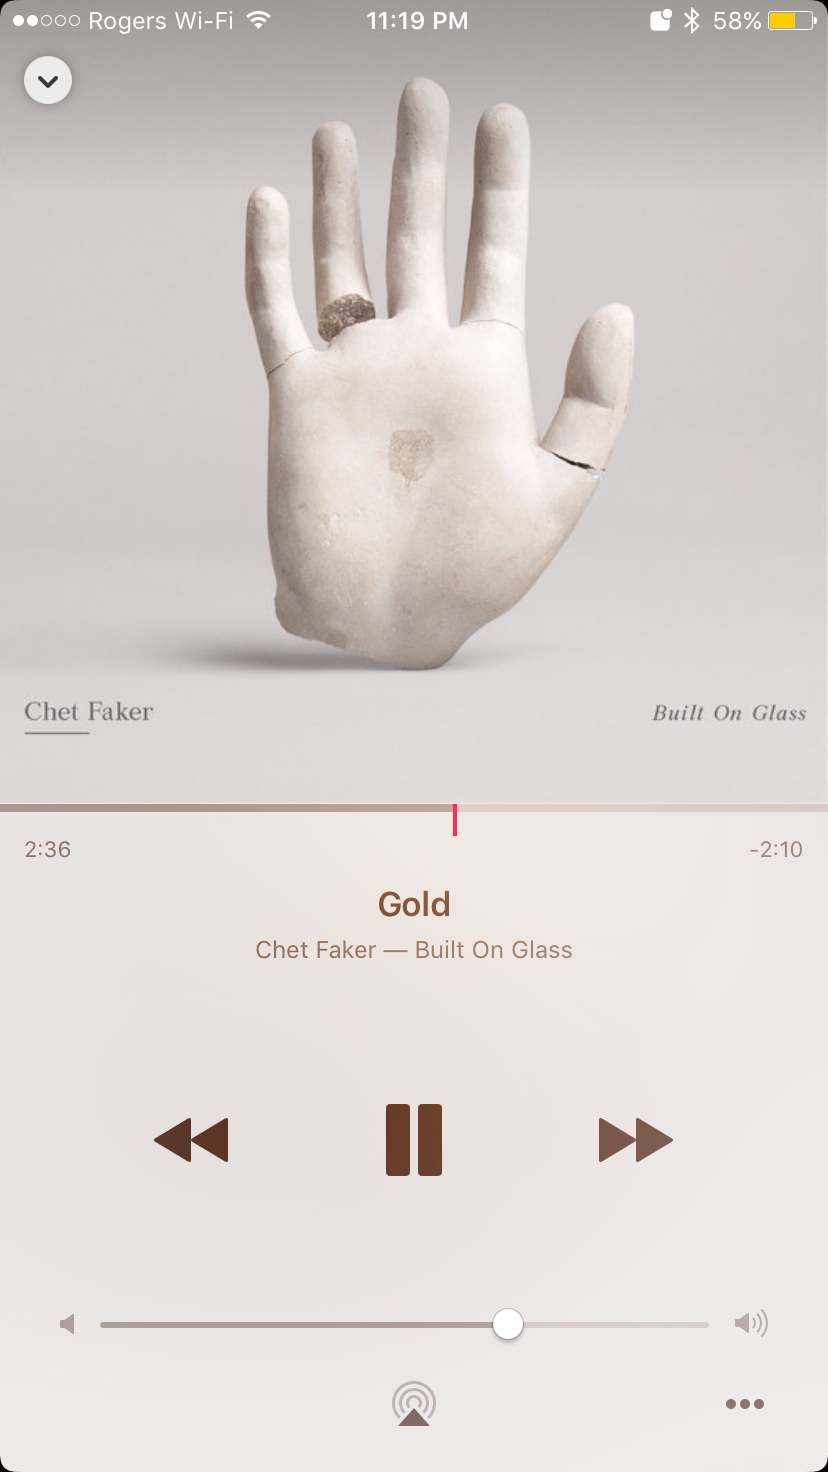 Rogers Wi-Fi 11:19 PM 58%
Chet Faker Built On Glass
2:36 -2:10
Gold
Chet Faker — Built On Glass